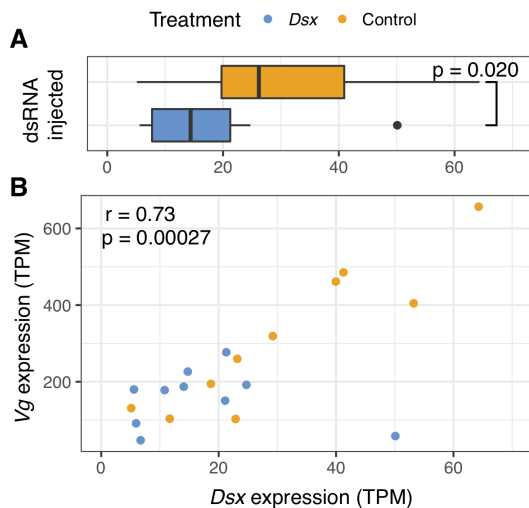 Treatment Dsx Control
A
dsRNA
injected
p = 0.020
0 20 40 60
B
Vg expression (TPM)
r = 0.73
p = 0.00027
600
400
200
0 20 40 60
Dsx expression (TPM)